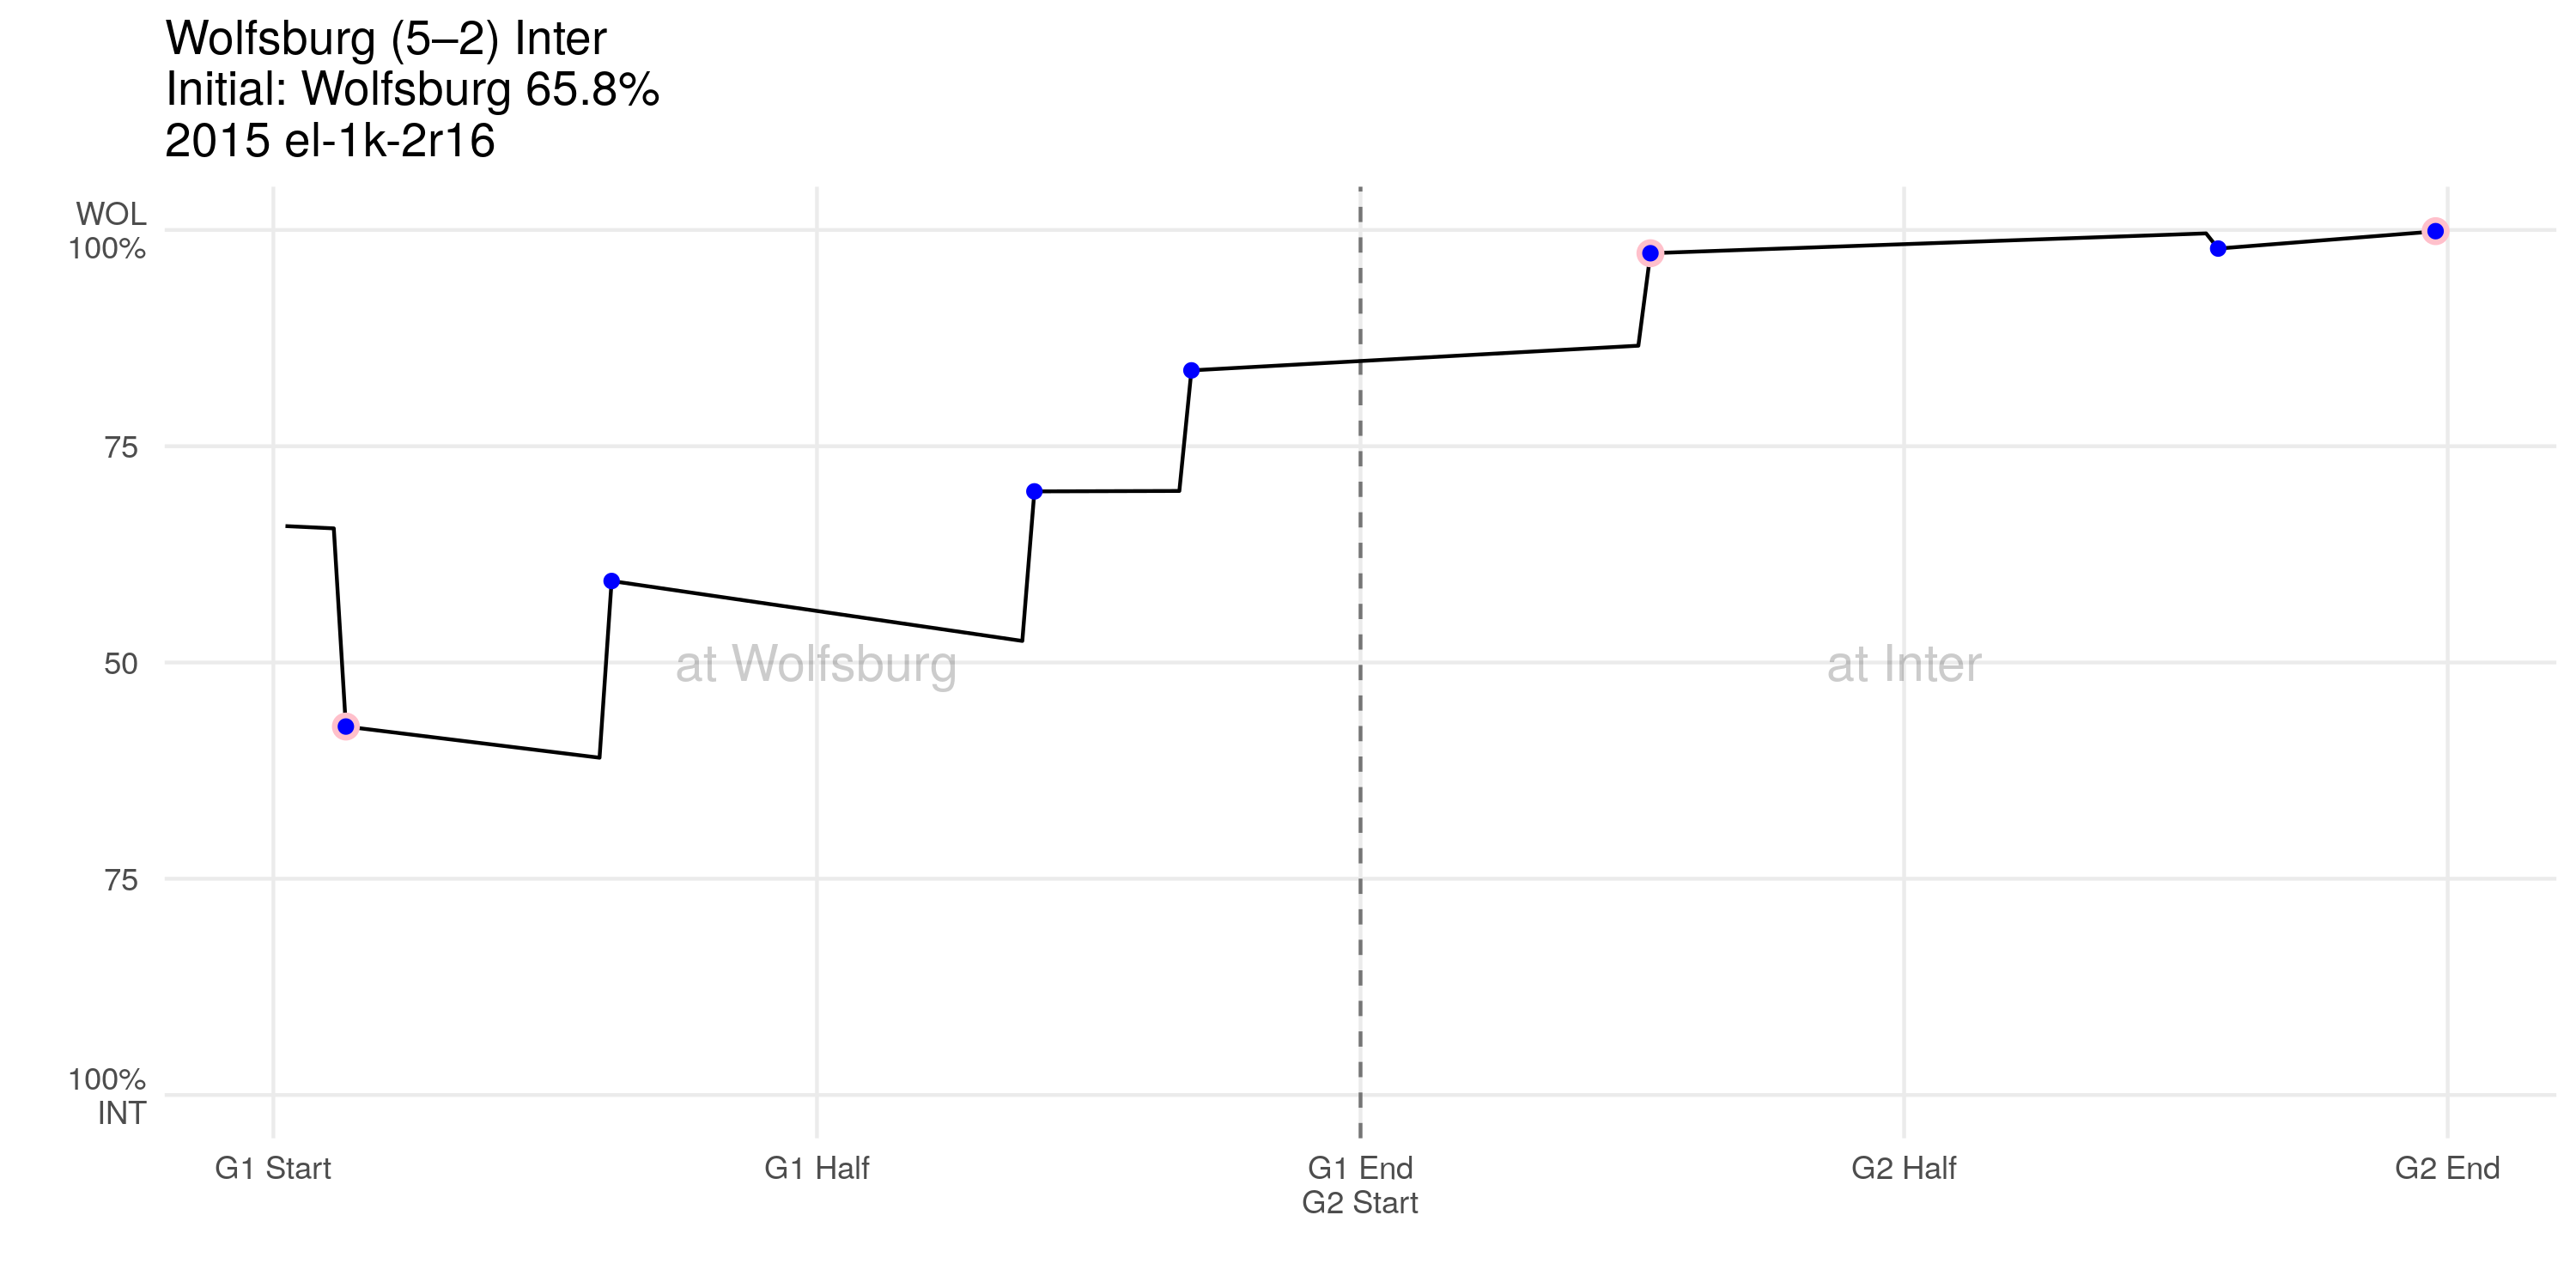 Wolfsburg (5–2) Inter
Initial: Wolfsburg 65.8%
2015 el-1k-2r16
WOL
100%
75
50
75
100%
INT
at Wolfsburg
at Inter
G1 Start
G1 Half
G1 End
G2 Start
G2 Half
G2 End